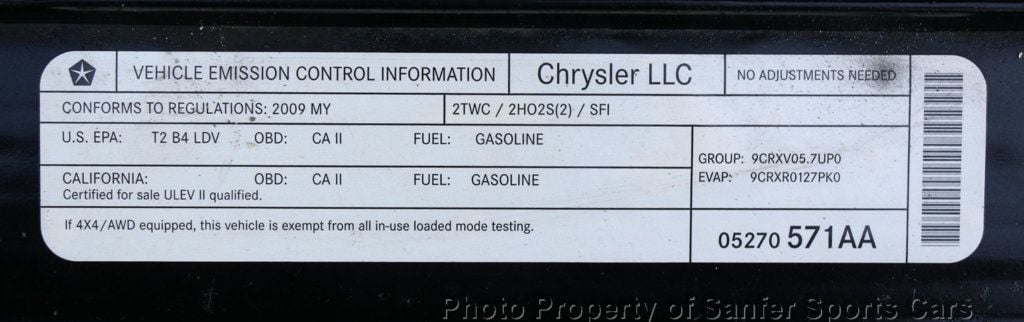 VEHICLE EMISSION CONTROL INFORMATION Chrysler LLC NO ADJUSTMENTS NEEDED
CONFORMS TO REGULATIONS: 2009 MY 2TWC / 2HO2S(2) / SFI
U.S. EPA: T2 B4 LDV OBD: CA II FUEL: GASOLINE
GROUP: 9CRXV05.7UP0
CALIFORNIA: OBD: CA II FUEL: GASOLINE
EVAP: 9CRXR0127PK0
Certified for sale ULEV II qualified.
If 4X4/AWD equipped, this vehicle is exempt from all in-use loaded mode testing.
05270 571AA
Photo Property of Sanfer Sports Cars